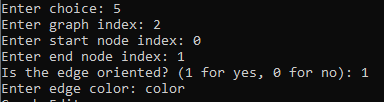 Enter choice: 5
Enter graph index: 2
Enter start node index: 0
Enter end node index: 1
Is the edge oriented? (1 for yes, 0 for no): 1
Enter edge color: color